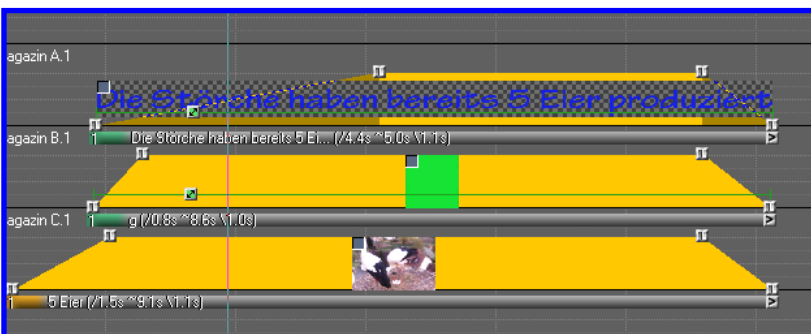 agazin A.1
Die Störche haben bereits 5 Eier produziert
agazin B.1
1 Die Störche haben bereits 5 Ei... (/4.4s ~5.0s \1.1s)
agazin C.1
1 g (/0.8s ~8.6s \1.0s)
1 5 Eier (/1.5s ~9.1s \1.1s)